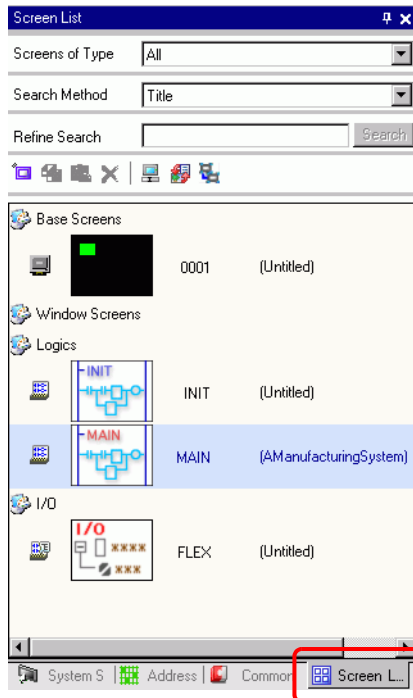 Screen List
Screens of Type All
Search Method Title
Refine Search Search
Base Screens
0001 (Untitled)
Window Screens
Logics
INIT
INIT (Untitled)
MAIN
MAIN (AManufacturingSystem)
I/O
I/O
****
***
FLEX (Untitled)
System S Address Common Screen L...